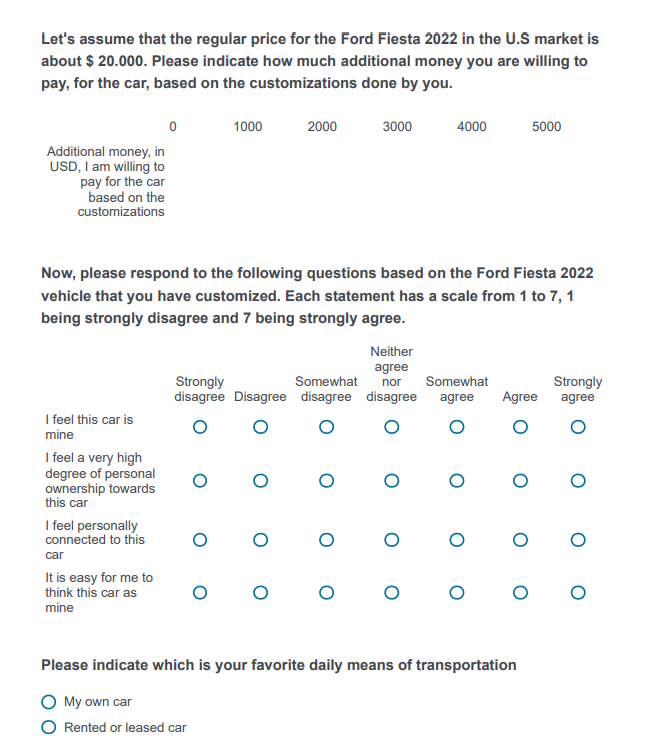 Let's assume that the regular price for the Ford Fiesta 2022 in the U.S market is
about $ 20.000. Please indicate how much additional money you are willing to
pay, for the car, based on the customizations done by you.
0 1000 2000 3000 4000 5000
Additional money, in
USD, I am willing to
pay for the car
based on the
customizations
Now, please respond to the following questions based on the Ford Fiesta 2022
vehicle that you have customized. Each statement has a scale from 1 to 7, 1
being strongly disagree and 7 being strongly agree.
Neither
agree
Strongly Somewhat nor Somewhat Strongly
disagree Disagree disagree disagree agree Agree agree
I feel this car is
mine
I feel a very high
degree of personal
ownership towards
this car
I feel personally
connected to this
car
It is easy for me to
think this car as
mine
Please indicate which is your favorite daily means of transportation
My own car
Rented or leased car